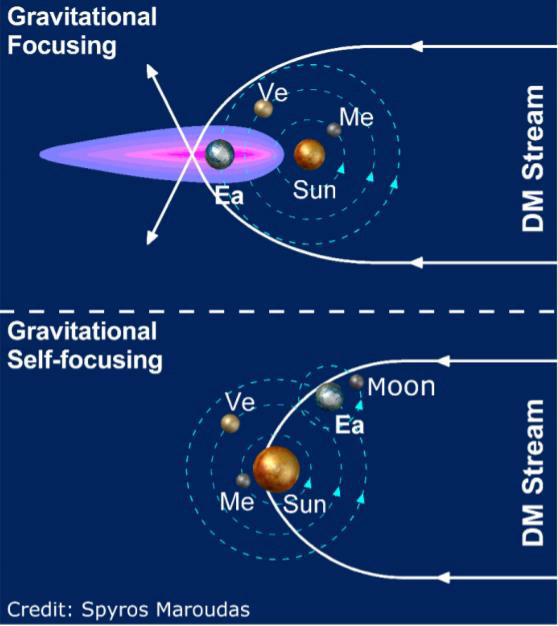 Gravitational
Focusing
Ve
Me
Ea
Sun
DM Stream
Gravitational
Self-focusing
Moon
Ve
Ea
Me
Sun
DM Stream
Credit: Spyros Maroudas